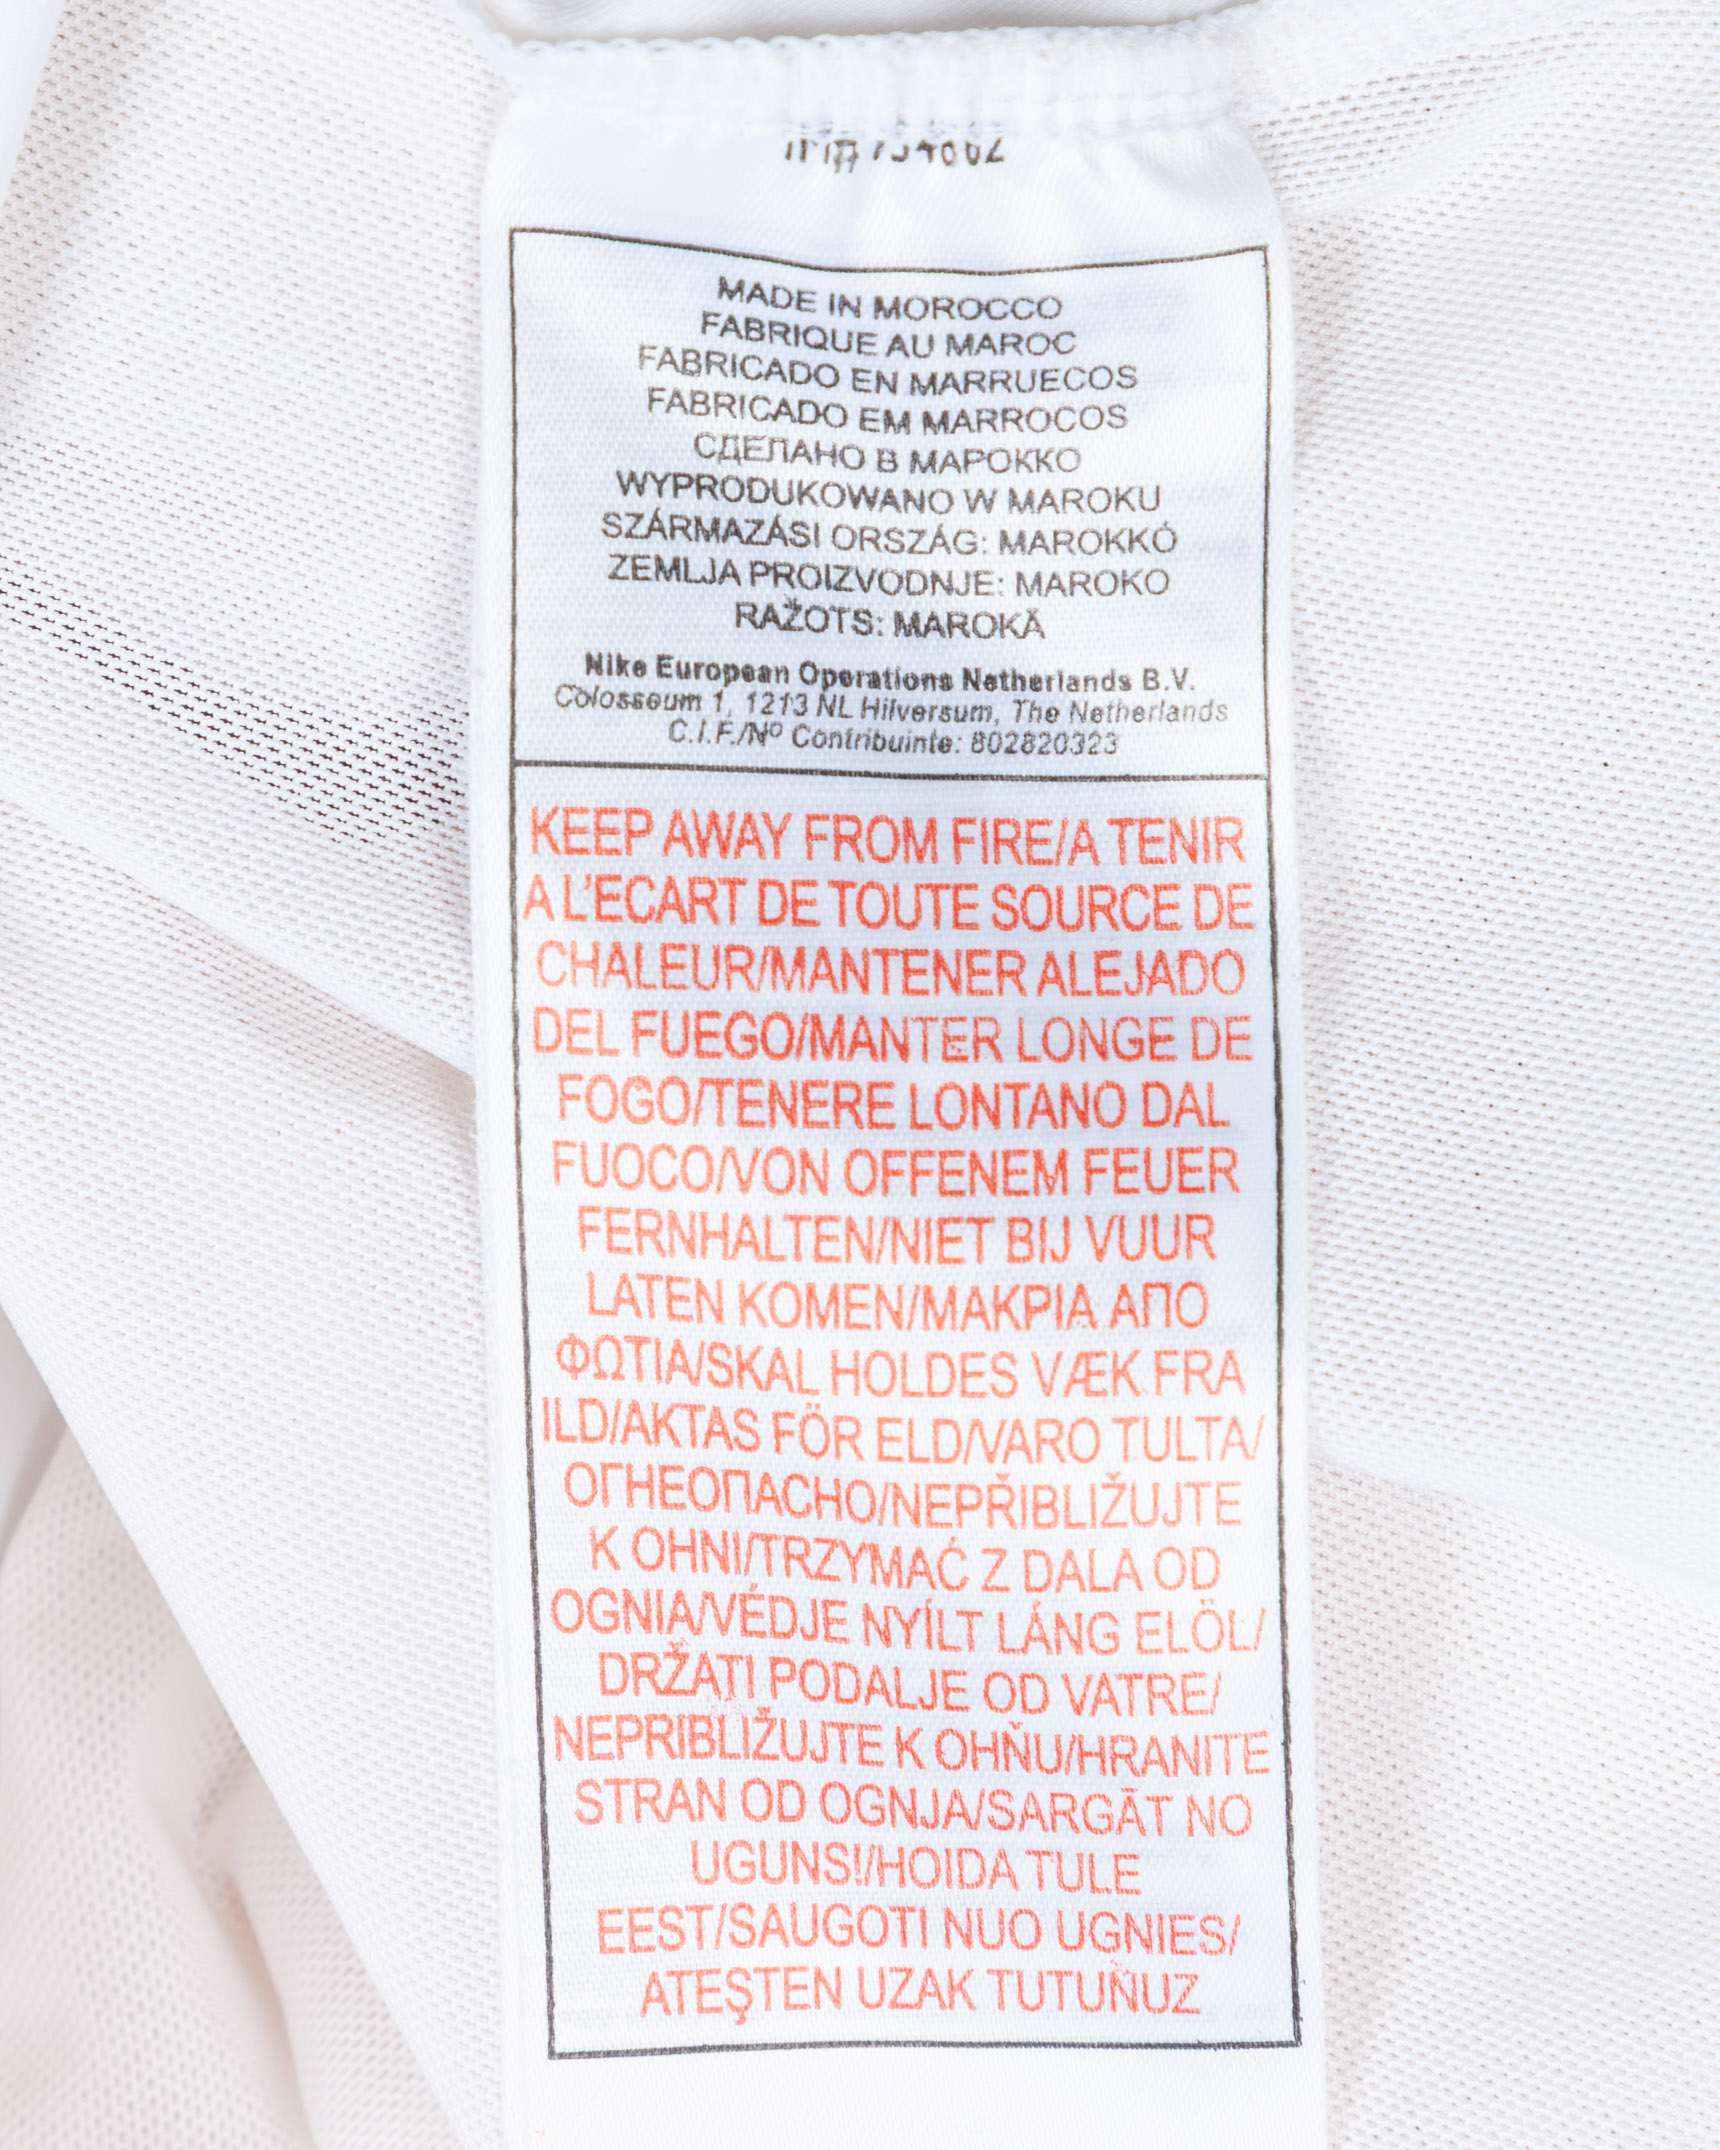 MADE IN MOROCCO
FABRIQUE AU MAROC
FABRICADO EN MARRUECOS
FABRICADO EM MARROCOS
СДЕЛАНО В МАРОККО
WYPRODUKOWANO W MAROKU
SZÁRMAZÁSI ORSZÁG: MAROKKÓ
ZEMLJA PROIZVODNJE: MAROKO
RAŽOTS: MAROKĀ
Nike European Operations Netherlands B.V.
Colosseum 1, 1213 NL Hilversum, The Netherlands
C.I.F./Nº Contribuinte: 802820323
KEEP AWAY FROM FIRE/A TENIR
A L'ECART DE TOUTE SOURCE DE
CHALEUR/MANTENER ALEJADO
DEL FUEGO/MANTER LONGE DE
FOGO/TENERE LONTANO DAL
FUOCO/VON OFFENEM FEUER
FERNHALTEN/NIET BIJ VUUR
LATEN KOMEN/ΜΑΚΡΙΑ ΑΠΟ
ΦΩΤΙΑ/SKAL HOLDES VÆK FRA
ILD/AKTAS FÖR ELD/VARO TULTA/
ОГНЕОПАСНО/NEPŘIBLIŽUJTE
K OHNI/TRZYMAĆ Z DALA OD
OGNIA/VÉDJE NYÍLT LÁNG ELÖL/
DRŽATI PODALJE OD VATRE/
NEPRIBLIŽUJTE K OHŇU/HRANITE
STRAN OD OGNJA/SARGĀT NO
UGUNS!/HOIDA TULE
EEST/SAUGOTI NUO UGNIES/
ATEŞTEN UZAK TUTUÑUZ